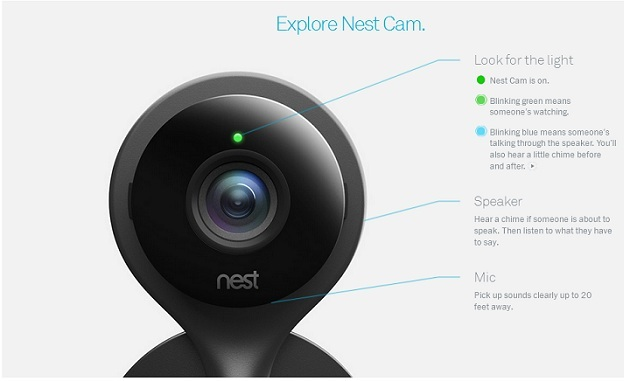 Explore Nest Cam.
Look for the light
Nest Cam is on.
Blinking green means
someone's watching.
Blinking blue means someone's
talking through the speaker. You'll
also hear a little chime before
and after.
Speaker
Hear a chime if someone is about to
speak. Then listen to what they have
to say.
nest
Mic
Pick up sounds clearly up to 20
feet away.